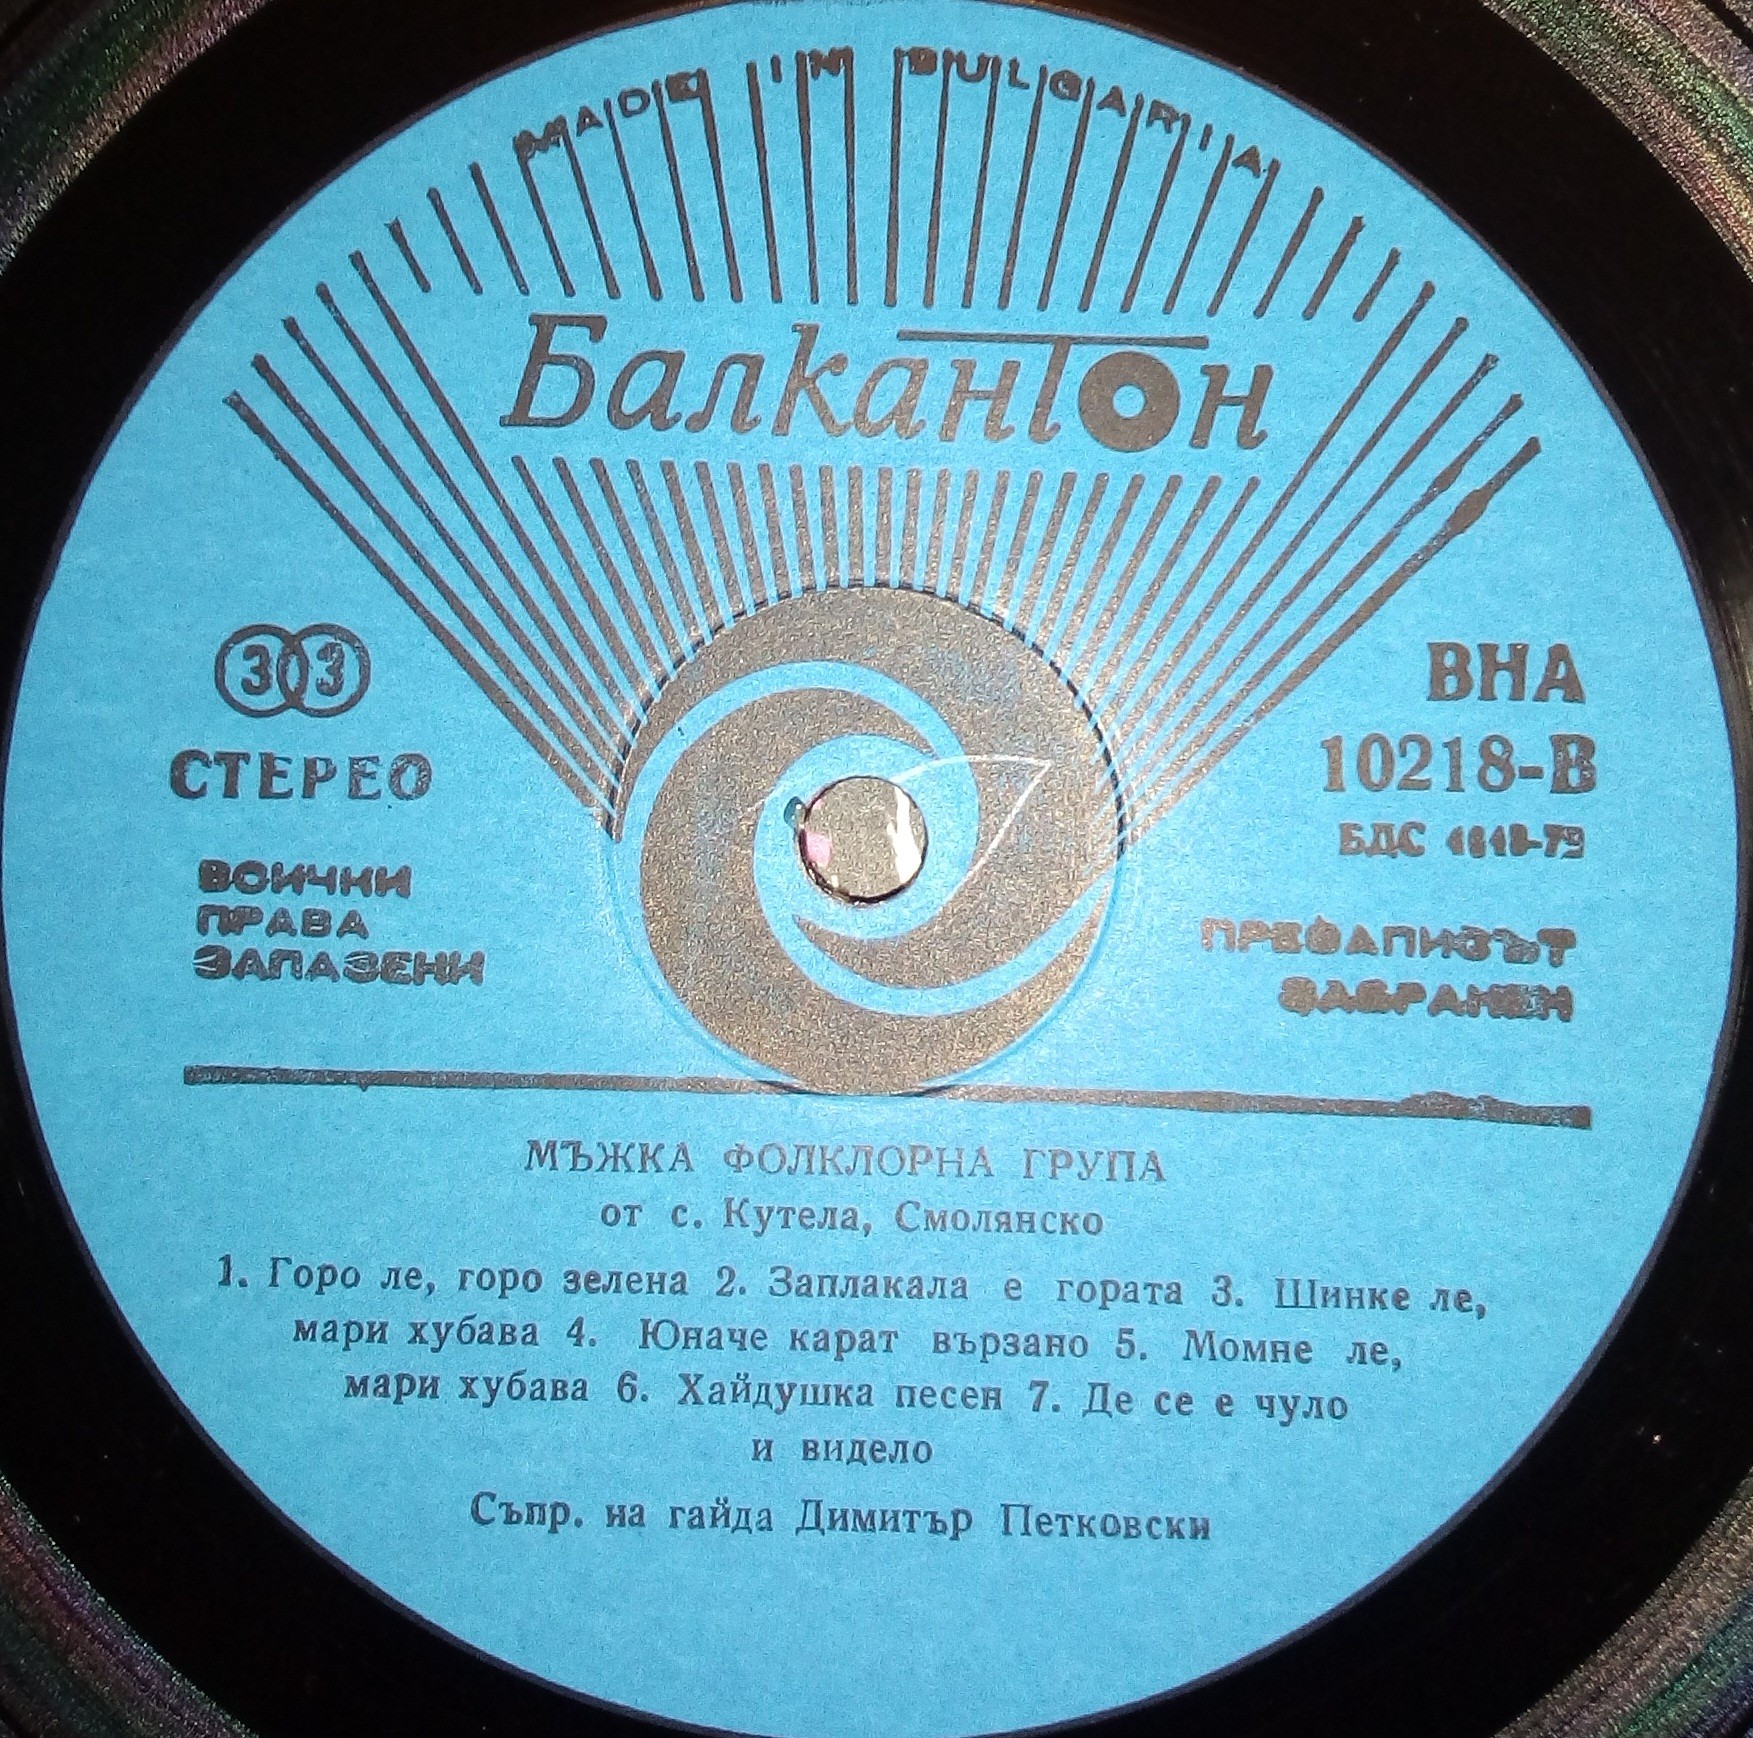 MADE IN BULGARIA
Балкантон
33
СТЕРЕО
ВСИЧКИ
ПРАВА
ЗАПАЗЕНИ
ВНА
10218-В
БДС
ПРЕЗАПИСЪТ
ЗАБРАНЕН
МЪЖКА ФОЛКЛОРНА ГРУПА
от с. Кутела, Смолянско
1. Горо ле, горо зелена 2. Заплакала е гората 3. Шинке ле,
мари хубава 4. Юначе карат вързано 5. Момне ле,
мари хубава 6. Хайдушка песен 7. Де се е чуло
и видело
Съпр. на гайда Димитър Петковски